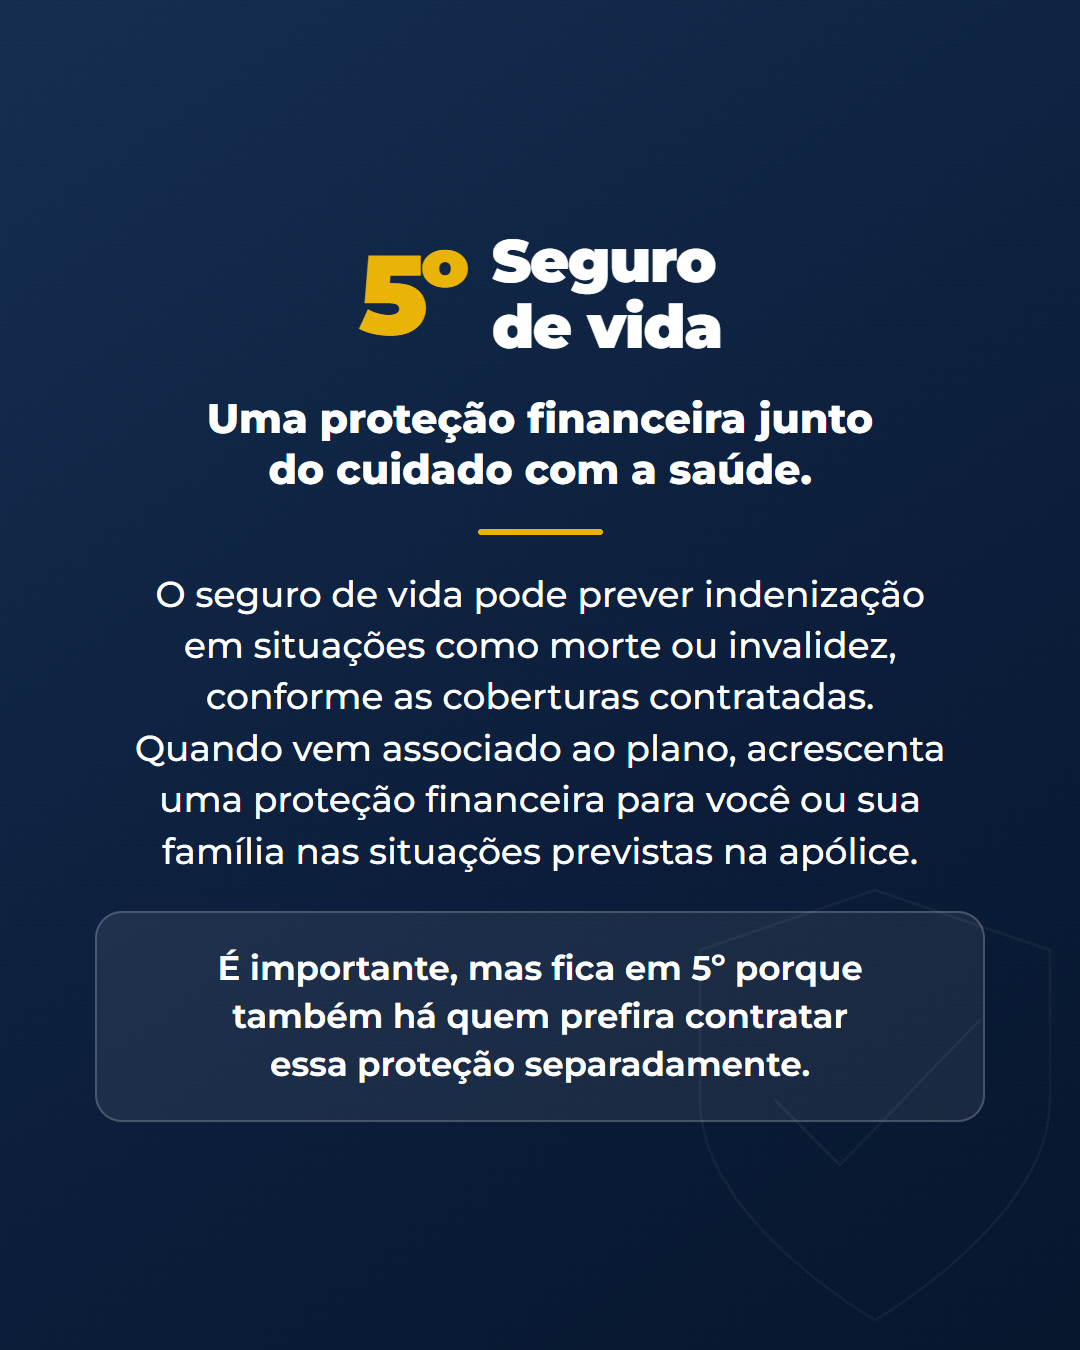 5º Seguro
de vida
Uma proteção financeira junto
do cuidado com a saúde.
O seguro de vida pode prever indenização
em situações como morte ou invalidez,
conforme as coberturas contratadas.
Quando vem associado ao plano, acrescenta
uma proteção financeira para você ou sua
família nas situações previstas na apólice.
É importante, mas fica em 5º porque
também há quem prefira contratar
essa proteção separadamente.